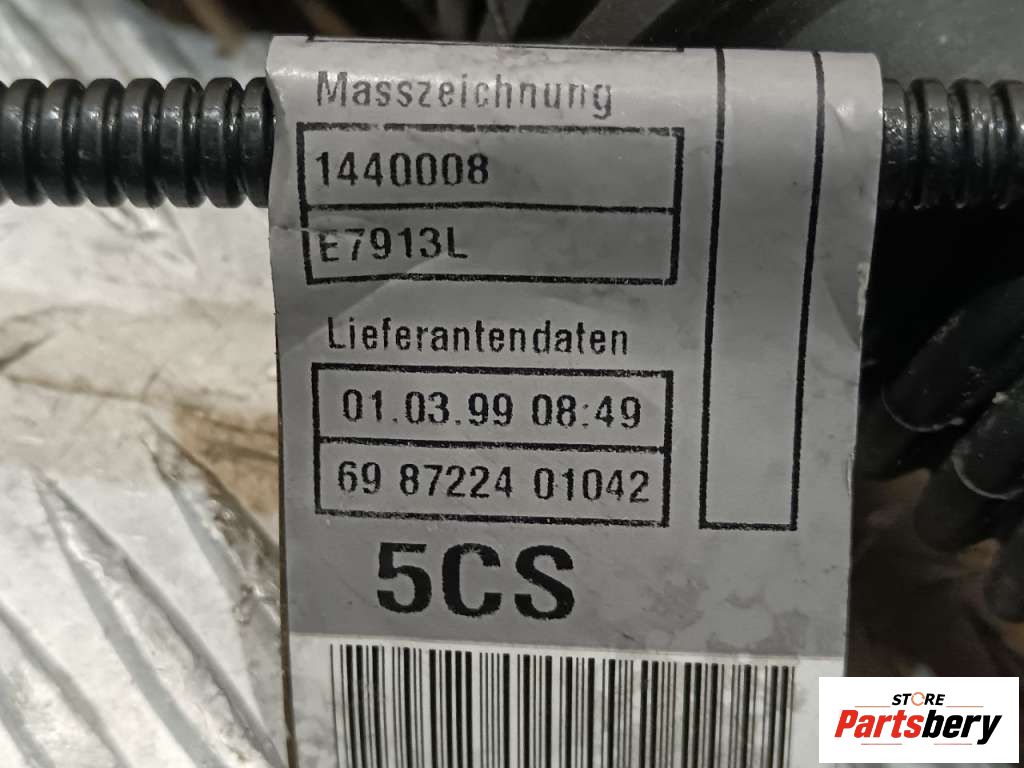 Masszeichnung
1440008
E7913L
Lieferantendaten
01.03.99 08:49
69 87224 01042
5CS
STORE
Partsbery